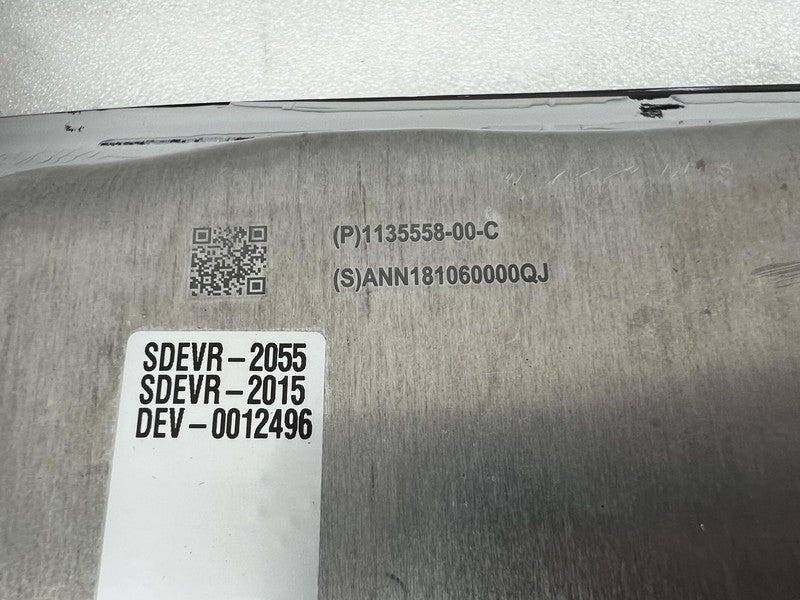 (P)1135558-00-C
(S)ANN181060000QJ
SDEVR-2055
SDEVR-2015
DEV-0012496